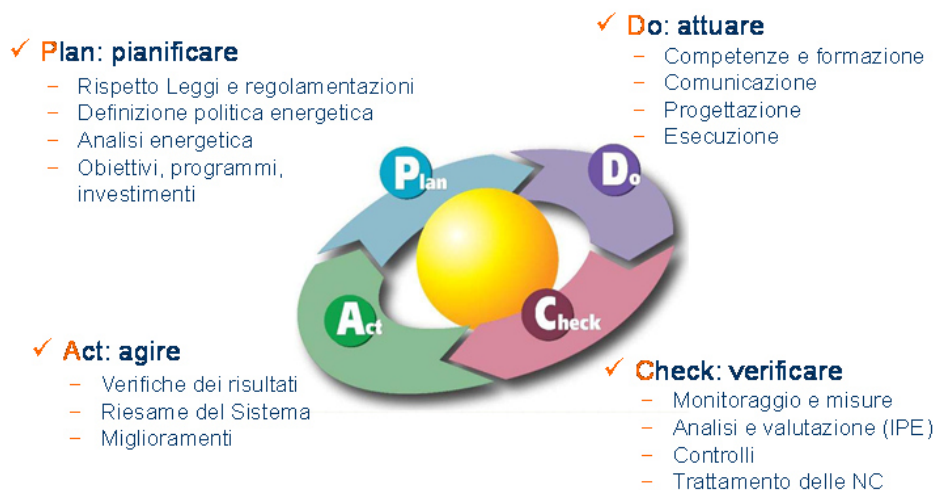 ✓ Plan: pianificare
– Rispetto Leggi e regolamentazioni
– Definizione politica energetica
– Analisi energetica
– Obiettivi, programmi,
investimenti
✓ Do: attuare
– Competenze e formazione
– Comunicazione
– Progettazione
– Esecuzione
Plan
Do
Act
Check
✓ Act: agire
– Verifiche dei risultati
– Riesame del Sistema
– Miglioramenti
✓ Check: verificare
– Monitoraggio e misure
– Analisi e valutazione (IPE)
– Controlli
– Trattamento delle NC